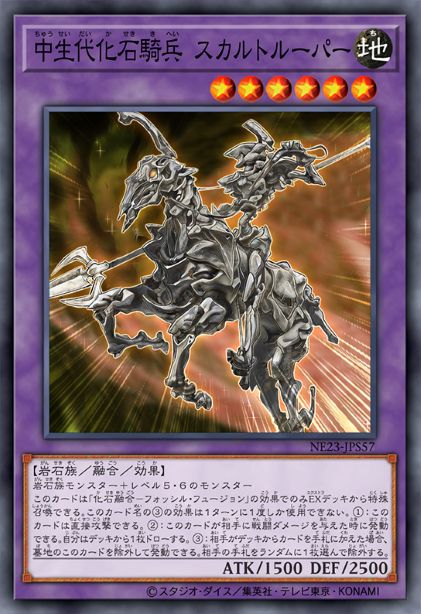 中生代化石騎兵 スカルトルーパー
地
NE23-JPS57
【岩石族／融合／効果】
岩石族モンスター＋レベル５・６のモンスター
このカードは「化石融合－フォッシル・フュージョン」の効果でのみEXデッキから特殊
召喚できる。このカード名の③の効果は１ターンに１度しか使用できない。①：この
カードは直接攻撃できる。②：このカードが相手に戦闘ダメージを与えた時に発動
できる。自分はデッキから１枚ドローする。③：相手がデッキからカードを手札に加えた場合、
墓地のこのカードを除外して発動できる。相手の手札をランダムに１枚選んで除外する。
ATK/1500 DEF/2500
©スタジオ・ダイス／集英社・テレビ東京・KONAMI